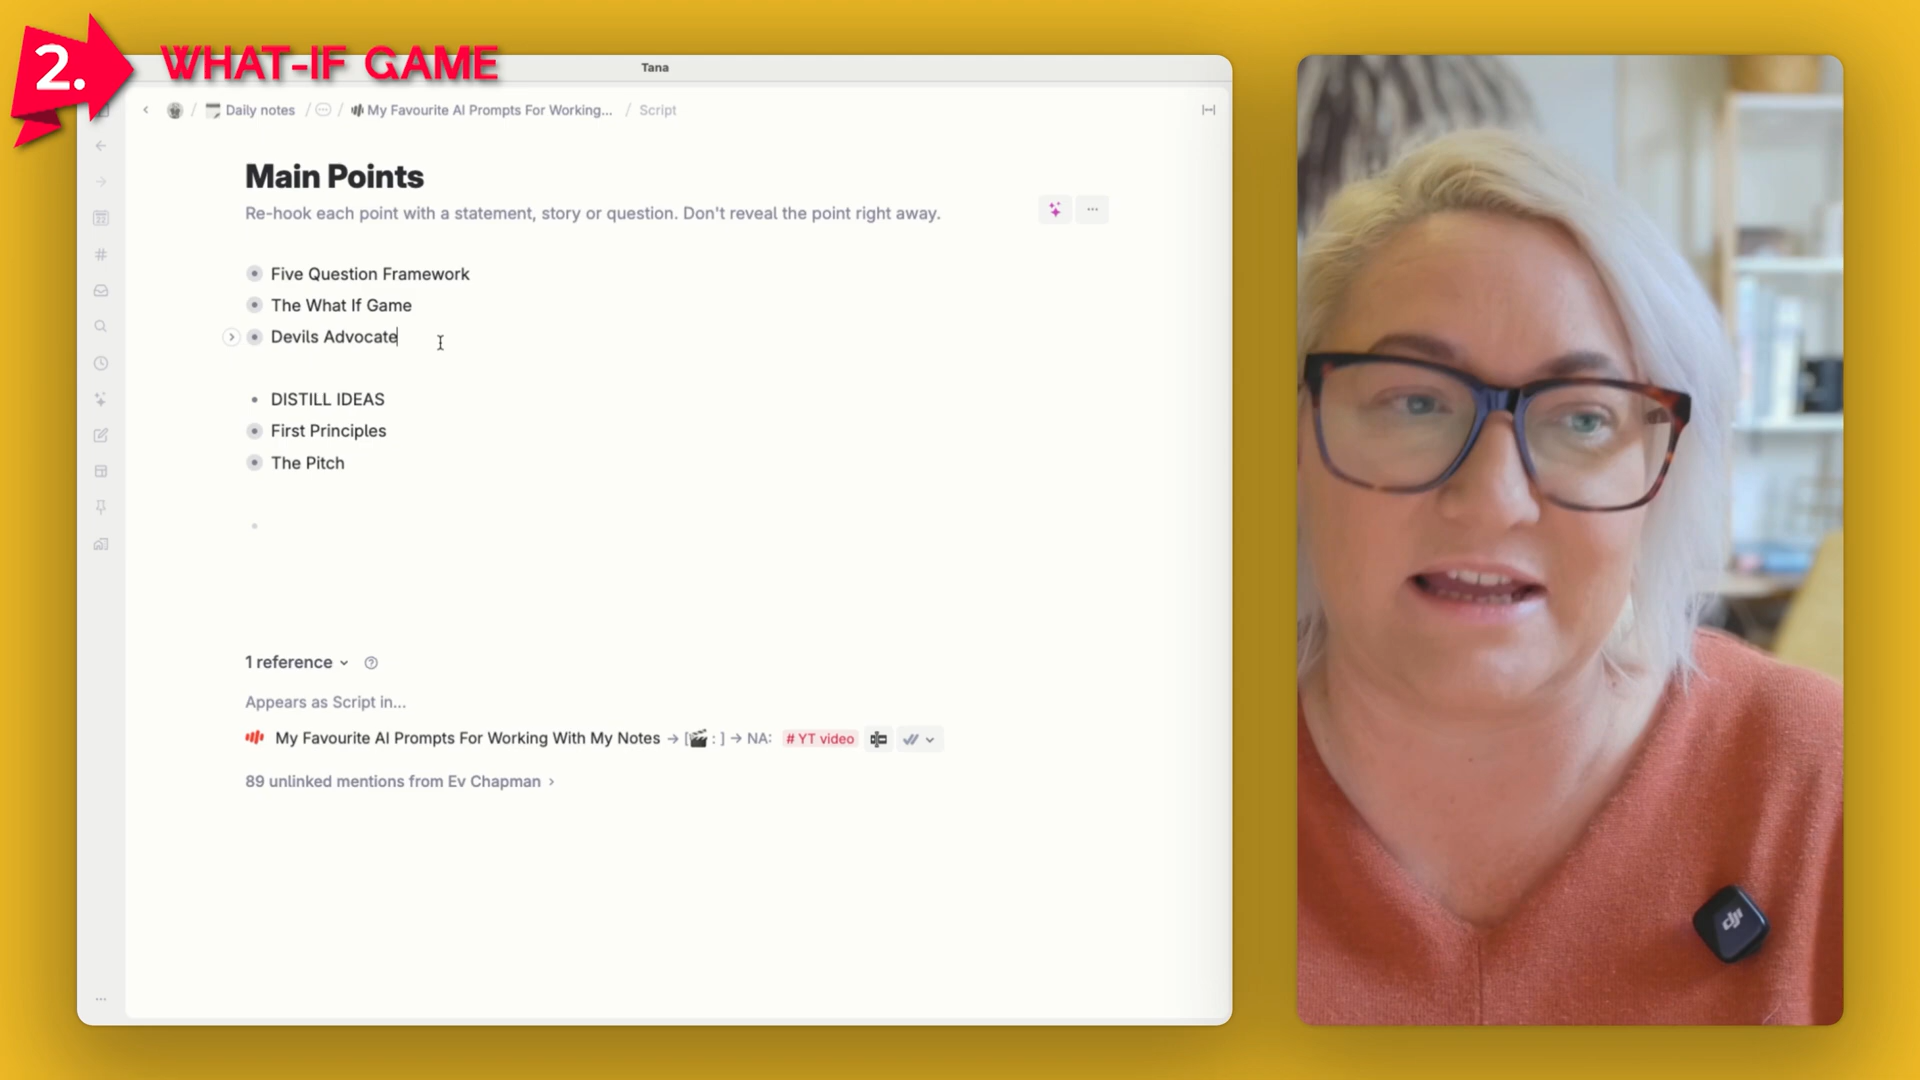 2.
WHAT-IF GAME
Tana
Daily notes / My Favourite AI Prompts For Working... / Script
Main Points
Re-hook each point with a statement, story or question. Don't reveal the point right away.
Five Question Framework
The What If Game
Devils Advocate
DISTILL IDEAS
First Principles
The Pitch
1 reference
Appears as Script in...
My Favourite AI Prompts For Working With My Notes → [🎬 : ] → NA: # YT video
89 unlinked mentions from Ev Chapman
dji